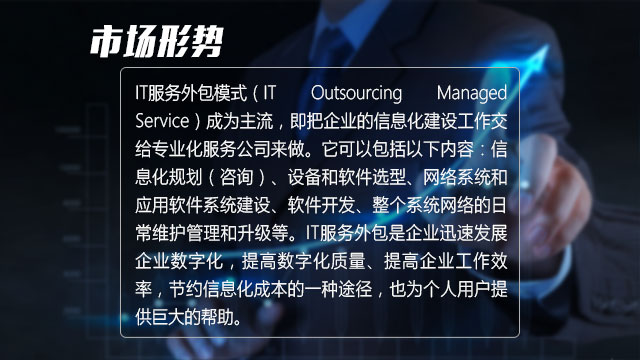 市场形势
IT服务外包模式（IT Outsourcing Managed
Service）成为主流，即把企业的信息化建设工作交
给专业化服务公司来做。它可以包括以下内容：信
息化规划（咨询）、设备和软件选型、网络系统和
应用软件系统建设、软件开发、整个系统网络的日
常维护管理和升级等。IT服务外包是企业迅速发展
企业数字化，提高数字化质量、提高企业工作效
率，节约信息化成本的一种途径，也为个人用户提
供巨大的帮助。